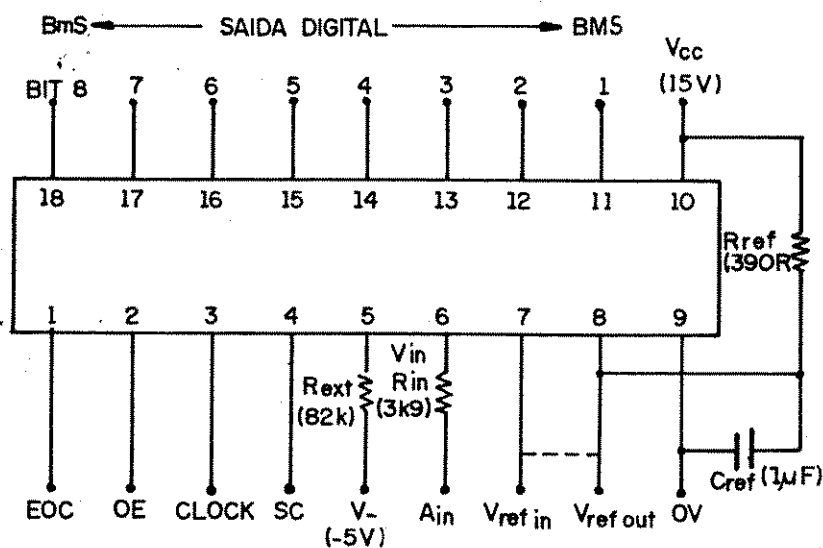 BmS SAIDA DIGITAL BMS
Vcc
(15V)
BIT 8 7 6 5 4 3 2 1
18 17 16 15 14 13 12 11 10
Rref
(390R
1 2 3 4 5 6 7 8 9
Vin
Rext Rin
(82k) (3k9)
Cref (1µF)
EOC OE CLOCK SC V- Ain Vref in Vref out OV
(-5V)